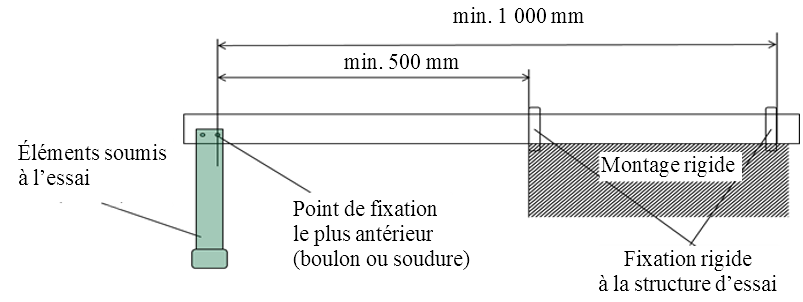 min. 1 000 mm
min. 500 mm
Éléments soumis
à l’essai
Montage rigide
Point de fixation
le plus antérieur
(boulon ou soudure)
Fixation rigide
à la structure d’essai